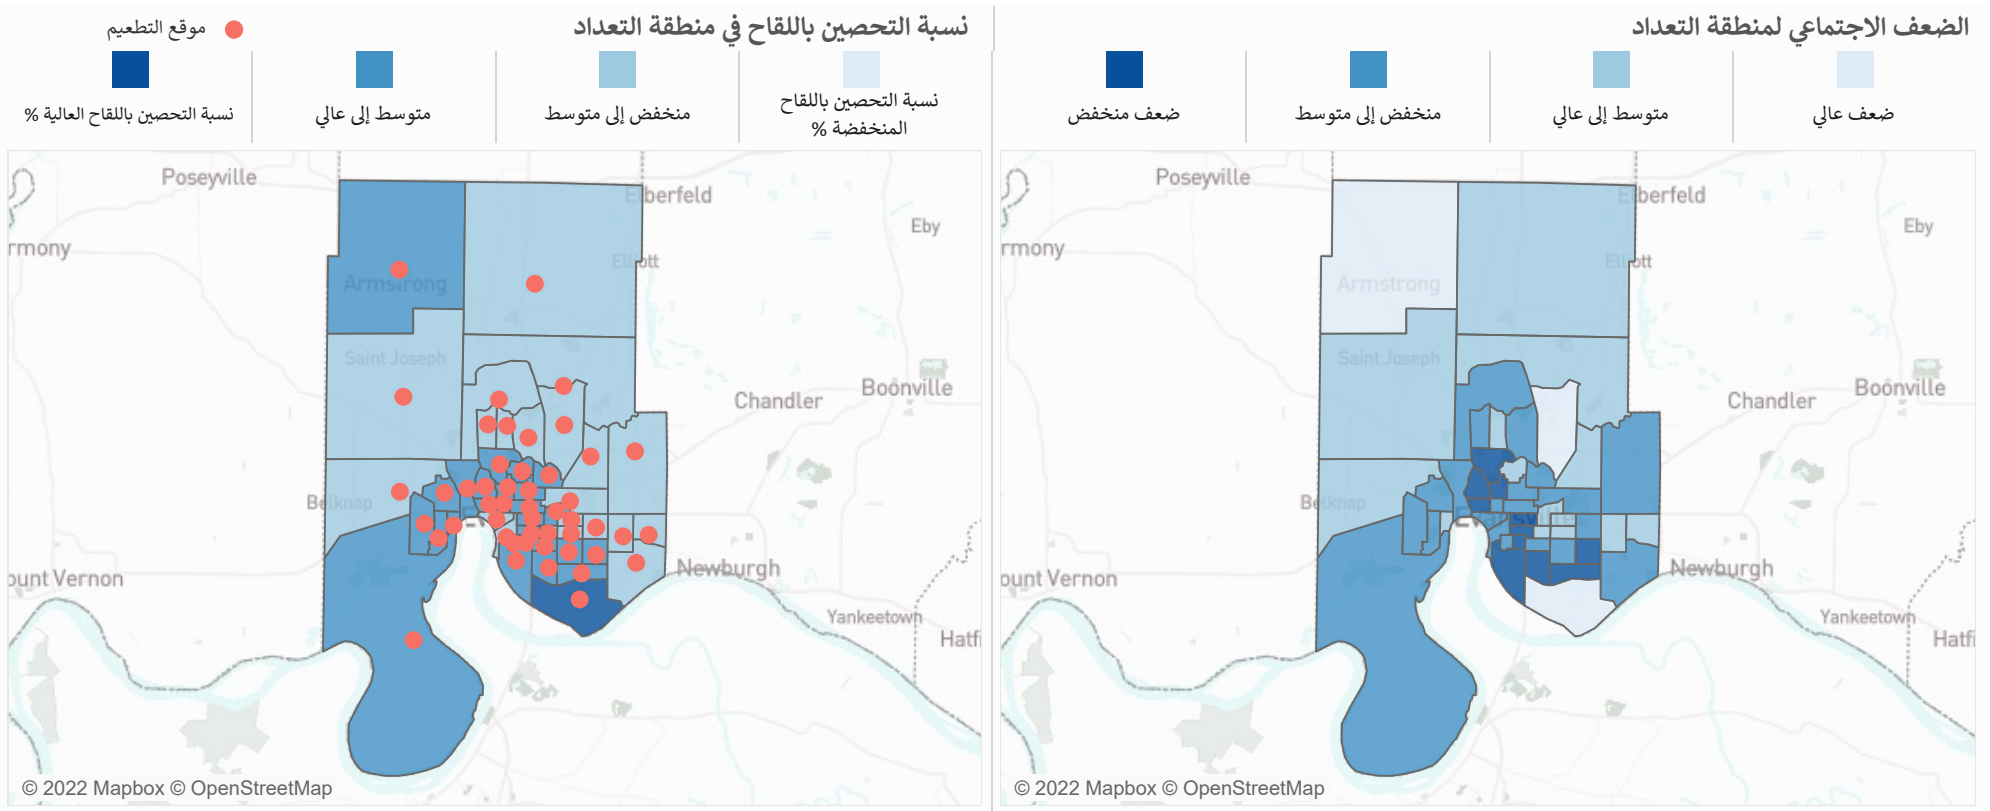 الضعف الاجتماعي لمنطقة التعداد
ضعف عالي
متوسط إلى عالي
منخفض إلى متوسط
ضعف منخفض
Poseyville
Elberfeld
Eby
rmony
Elliott
Armstrong
Saint Joseph
Boonville
Chandler
Belknap
Evansville
Newburgh
ount Vernon
Yankeetown
Hatfi
© 2022 Mapbox © OpenStreetMap
نسبة التحصين باللقاح في منطقة التعداد
موقع التطعيم
نسبة التحصين باللقاح
المنخفضة %
منخفض إلى متوسط
متوسط إلى عالي
نسبة التحصين باللقاح العالية %
Poseyville
Elberfeld
Eby
rmony
Elliott
Armstrong
Saint Joseph
Boonville
Chandler
Belknap
Newburgh
ount Vernon
Yankeetown
Hatfi
© 2022 Mapbox © OpenStreetMap